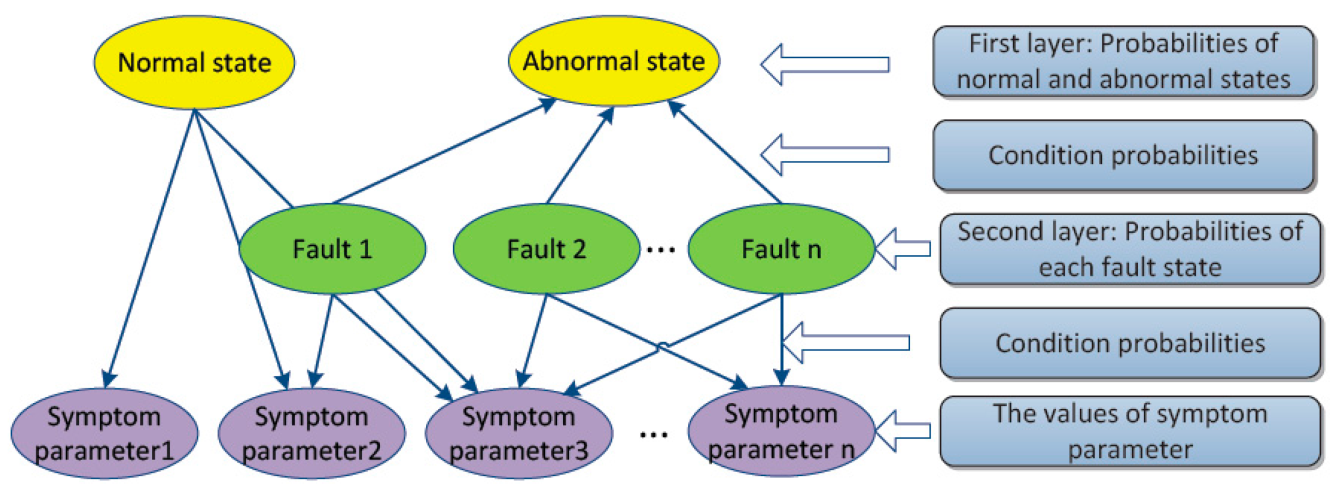 Normal state
Abnormal state
First layer: Probabilities of
normal and abnormal states
Condition probabilities
Fault 1
Fault 2
...
Fault n
Second layer: Probabilities of
each fault state
Condition probabilities
Symptom
parameter1
Symptom
parameter2
Symptom
parameter3
...
Symptom
parameter n
The values of symptom
parameter